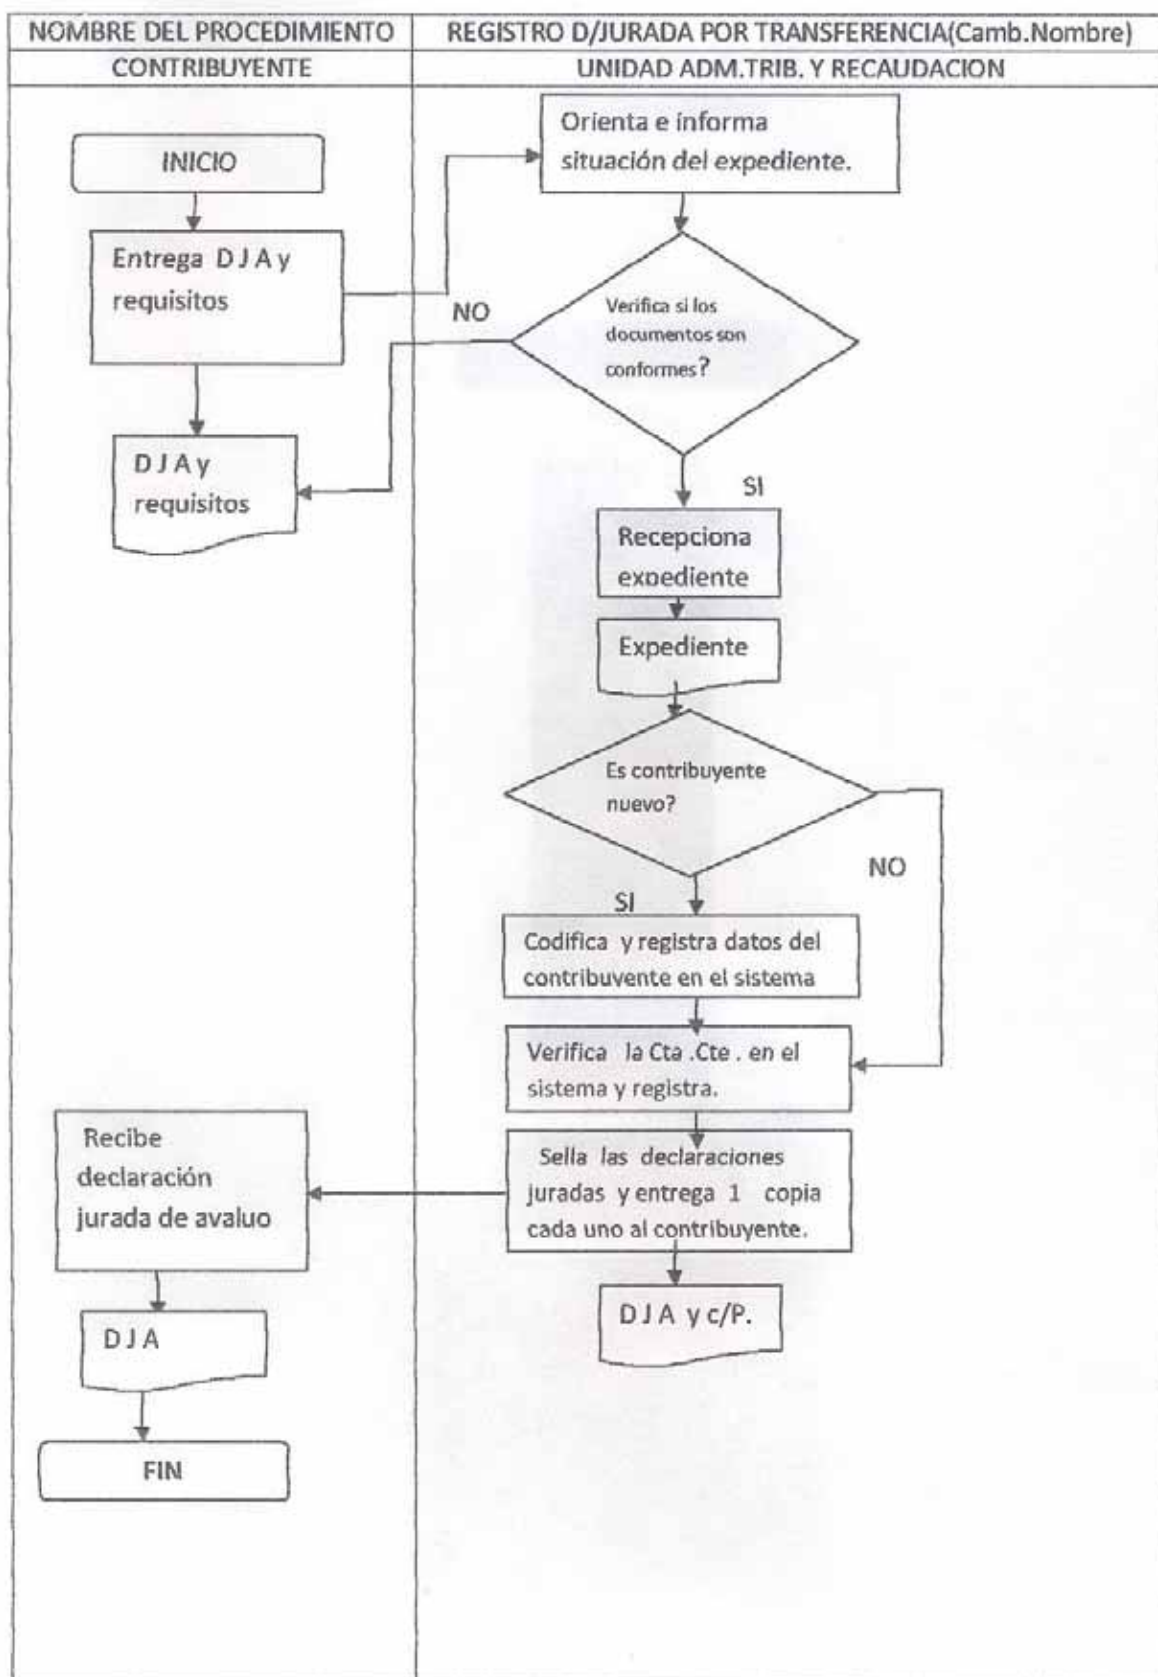 NOMBRE DEL PROCEDIMIENTO
REGISTRO D/JURADA POR TRANSFERENCIA(Camb.Nombre)
CONTRIBUYENTE
UNIDAD ADM.TRIB. Y RECAUDACION
INICIO
Orienta e informa
situación del expediente.
Entrega D J A y
requisitos
NO
Verifica si los
documentos son
conformes?
D J A y
requisitos
SI
Recepciona
expediente
Expediente
Es contribuyente
nuevo?
NO
SI
Codifica y registra datos del
contribuyente en el sistema
Verifica la Cta .Cte . en el
sistema y registra.
Recibe
declaración
jurada de avaluo
Sella las declaraciones
juradas y entrega 1 copia
cada uno al contribuyente.
D J A
D J A y c/P.
FIN